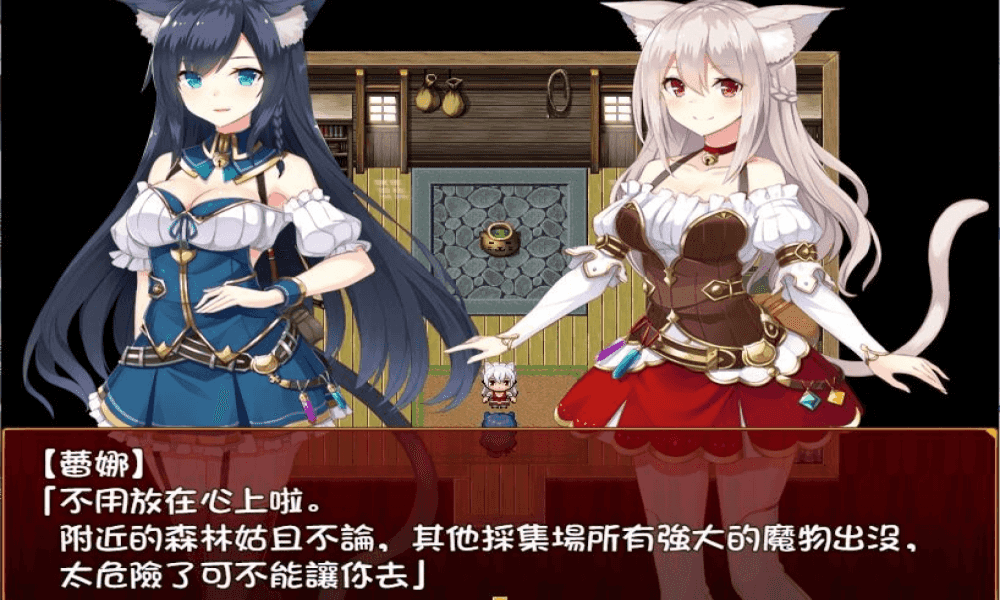 【蕾娜】
「不用放在心上啦。
附近的森林姑且不論，其他採集場所有強大的魔物出沒，
太危險了可不能讓你去」